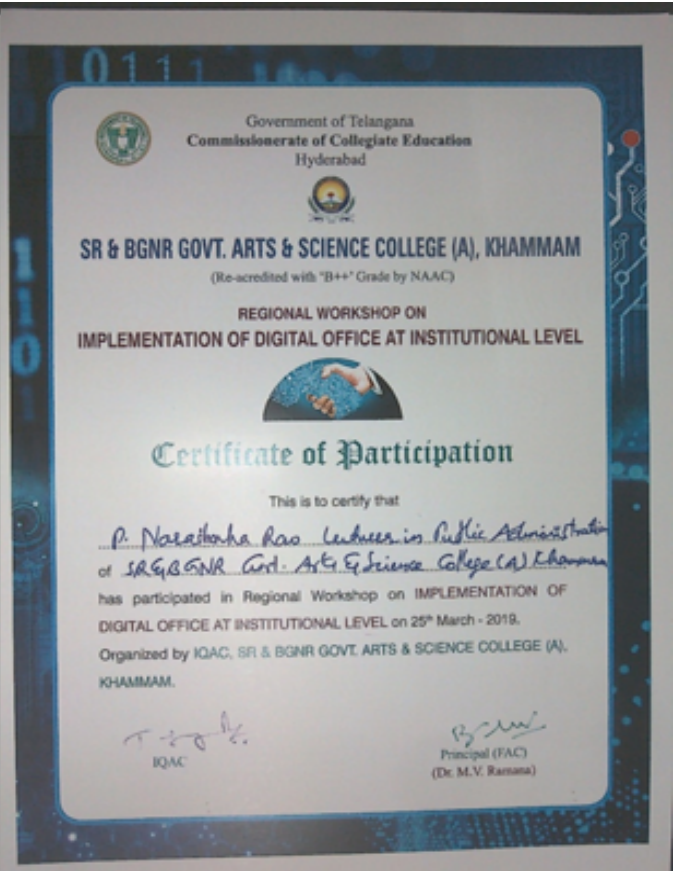 0111
Government of Telangana
Commissionerate of Collegiate Education
Hyderabad
SR & BGNR GOVT. ARTS & SCIENCE COLLEGE (A), KHAMMAM
(Re-acredited with "B++" Grade by NAAC)
REGIONAL WORKSHOP ON
IMPLEMENTATION OF DIGITAL OFFICE AT INSTITUTIONAL LEVEL
Certificate of Participation
This is to certify that
P. Rao Lecturer in Public Administration
of SR&BGNR Govt. Arts & Science College (A) Khammam
has participated in Regional Workshop on IMPLEMENTATION OF
DIGITAL OFFICE AT INSTITUTIONAL LEVEL on 25th March - 2019.
Organized by IQAC, SR & BGNR GOVT. ARTS & SCIENCE COLLEGE (A),
KHAMMAM.
IQAC
Principal (FAC)
(Dr. M.V. Ramana)
1
1
0
1